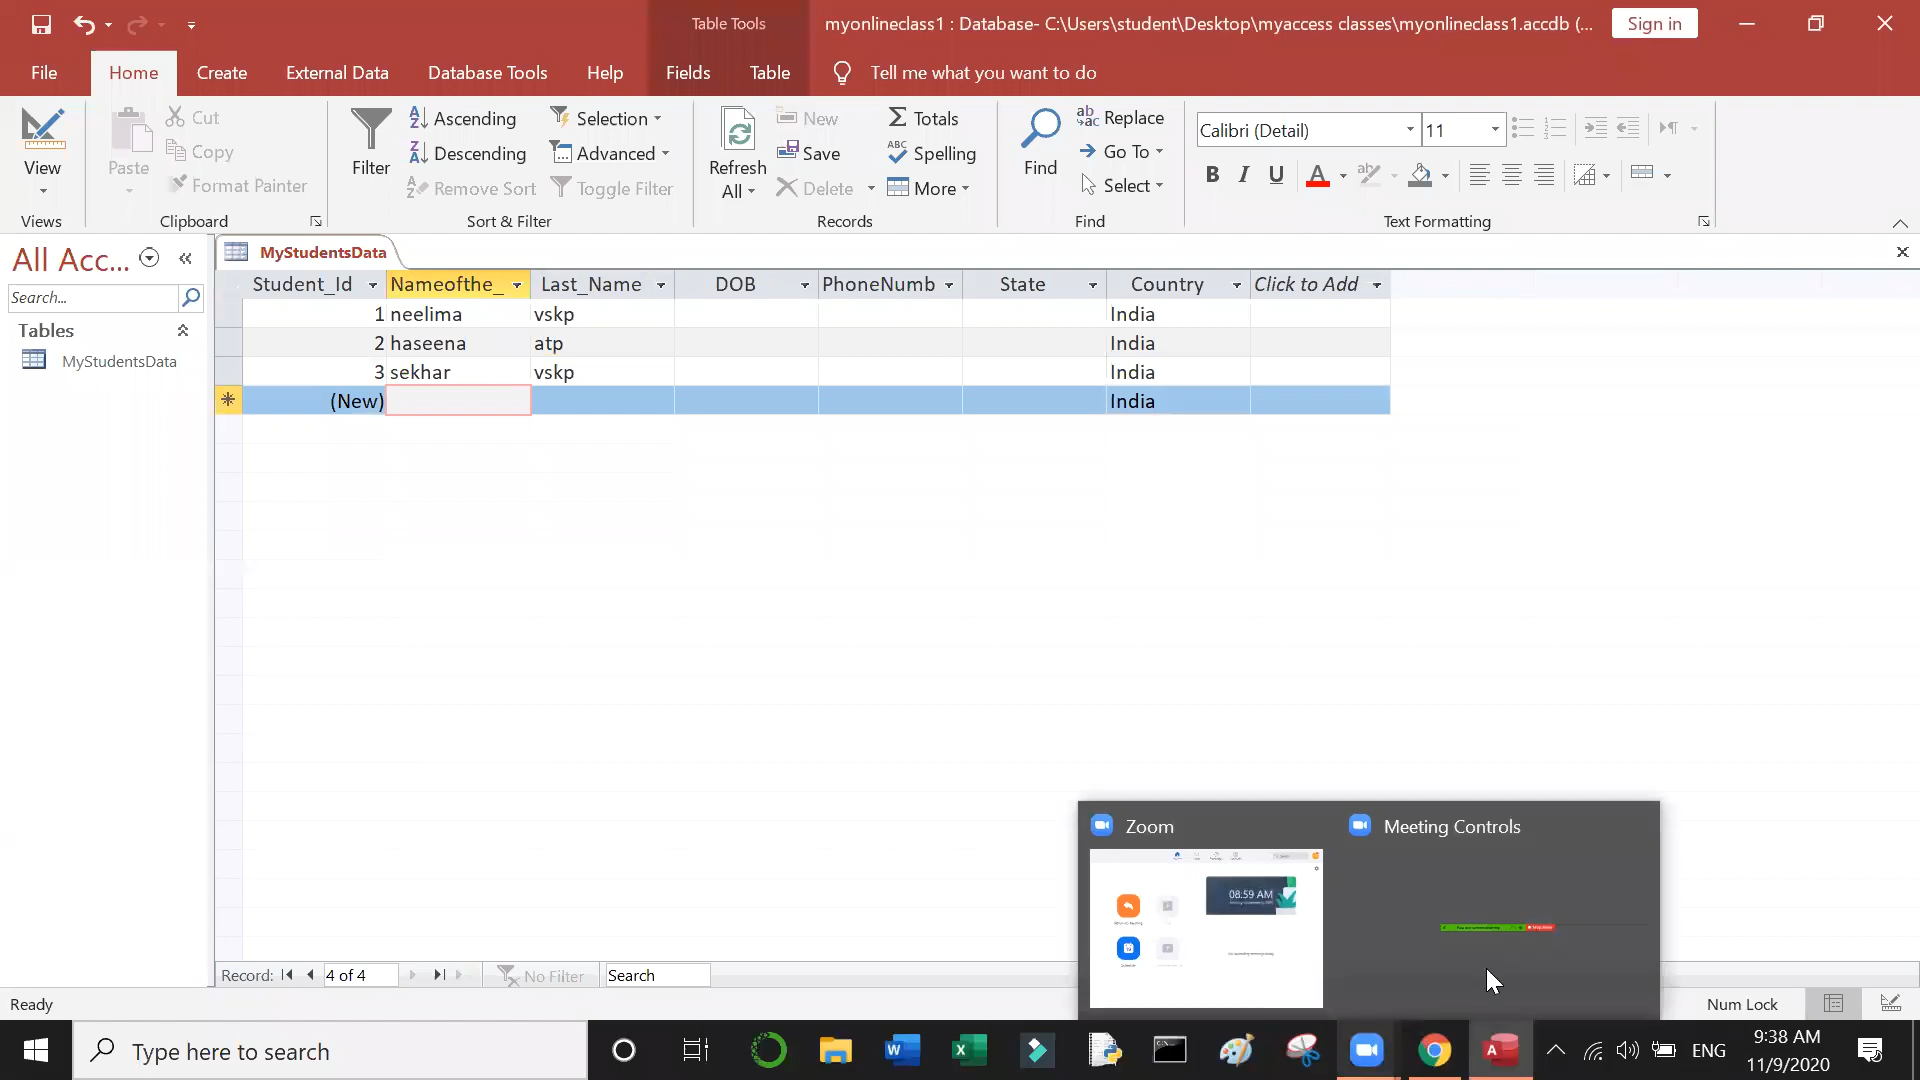 Table Tools
myonlineclass1 : Database- C:\Users\student\Desktop\myaccess classes\myonlineclass1.accdb (...
Sign in
File
Home
Create
External Data
Database Tools
Help
Fields
Table
Tell me what you want to do
View
Views
Paste
Cut
Copy
Format Painter
Clipboard
Filter
Ascending
Descending
Remove Sort
Selection
Advanced
Toggle Filter
Sort & Filter
Refresh
All
New
Save
Delete
Totals
Spelling
More
Records
Find
Replace
Go To
Select
Find
Calibri (Detail)
11
B I U A
Text Formatting
All Acc...
Search...
Tables
MyStudentsData
MyStudentsData
Student_Id Nameofthe_ Last_Name DOB PhoneNumb State Country Click to Add
1 neelima vskp India
2 haseena atp India
3 sekhar vskp India
(New) India
Zoom
Meeting Controls
08:59 AM
Record: 4 of 4 No Filter Search
Ready
Num Lock
Type here to search
ENG
9:38 AM
11/9/2020